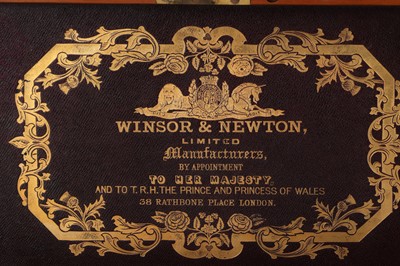 WINSOR & NEWTON,
LIMITED
Manufacturers,
BY APPOINTMENT
TO HER MAJESTY
AND TO T.R.H. THE PRINCE AND PRINCESS OF WALES
38 RATHBONE PLACE LONDON.